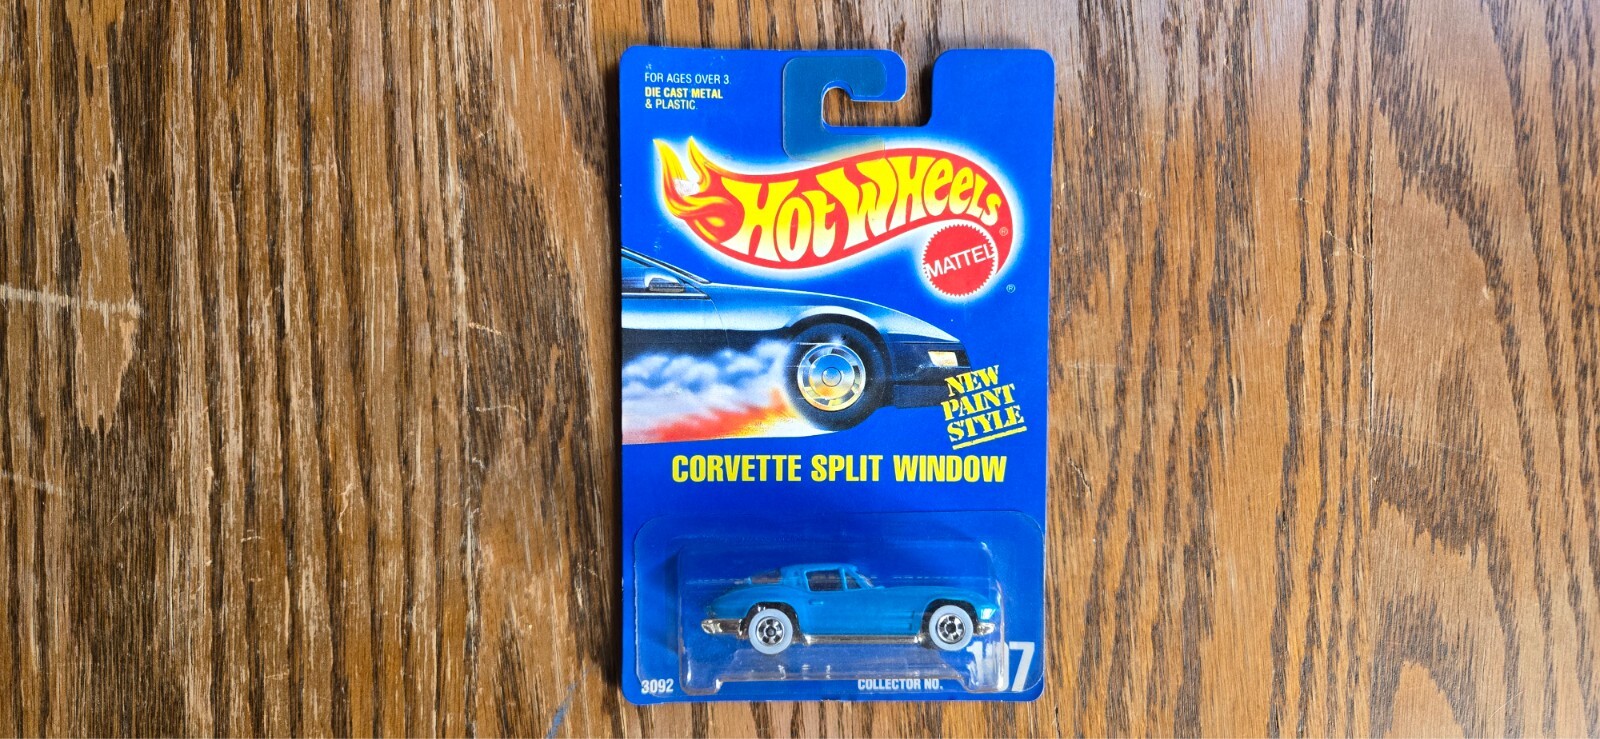 FOR AGES OVER 3
DIE CAST METAL
& PLASTIC.
HOT WHEELS ®
MATTEL
®
NEW
PAINT
STYLE
CORVETTE SPLIT WINDOW
3092
COLLECTOR NO.